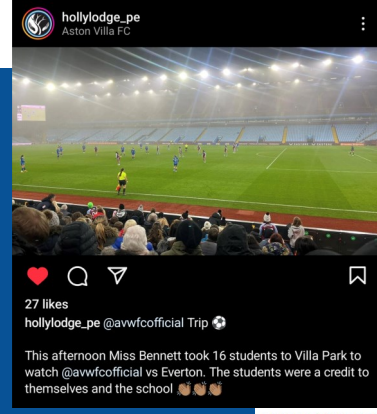 hollylodge_pe
Aston Villa FC
27 likes
hollylodge_pe @avwfcofficial Trip ⚽
This afternoon Miss Bennett took 16 students to Villa Park to
watch @avwfcofficial vs Everton. The students were a credit to
themselves and the school 👏🏽👏🏽👏🏽